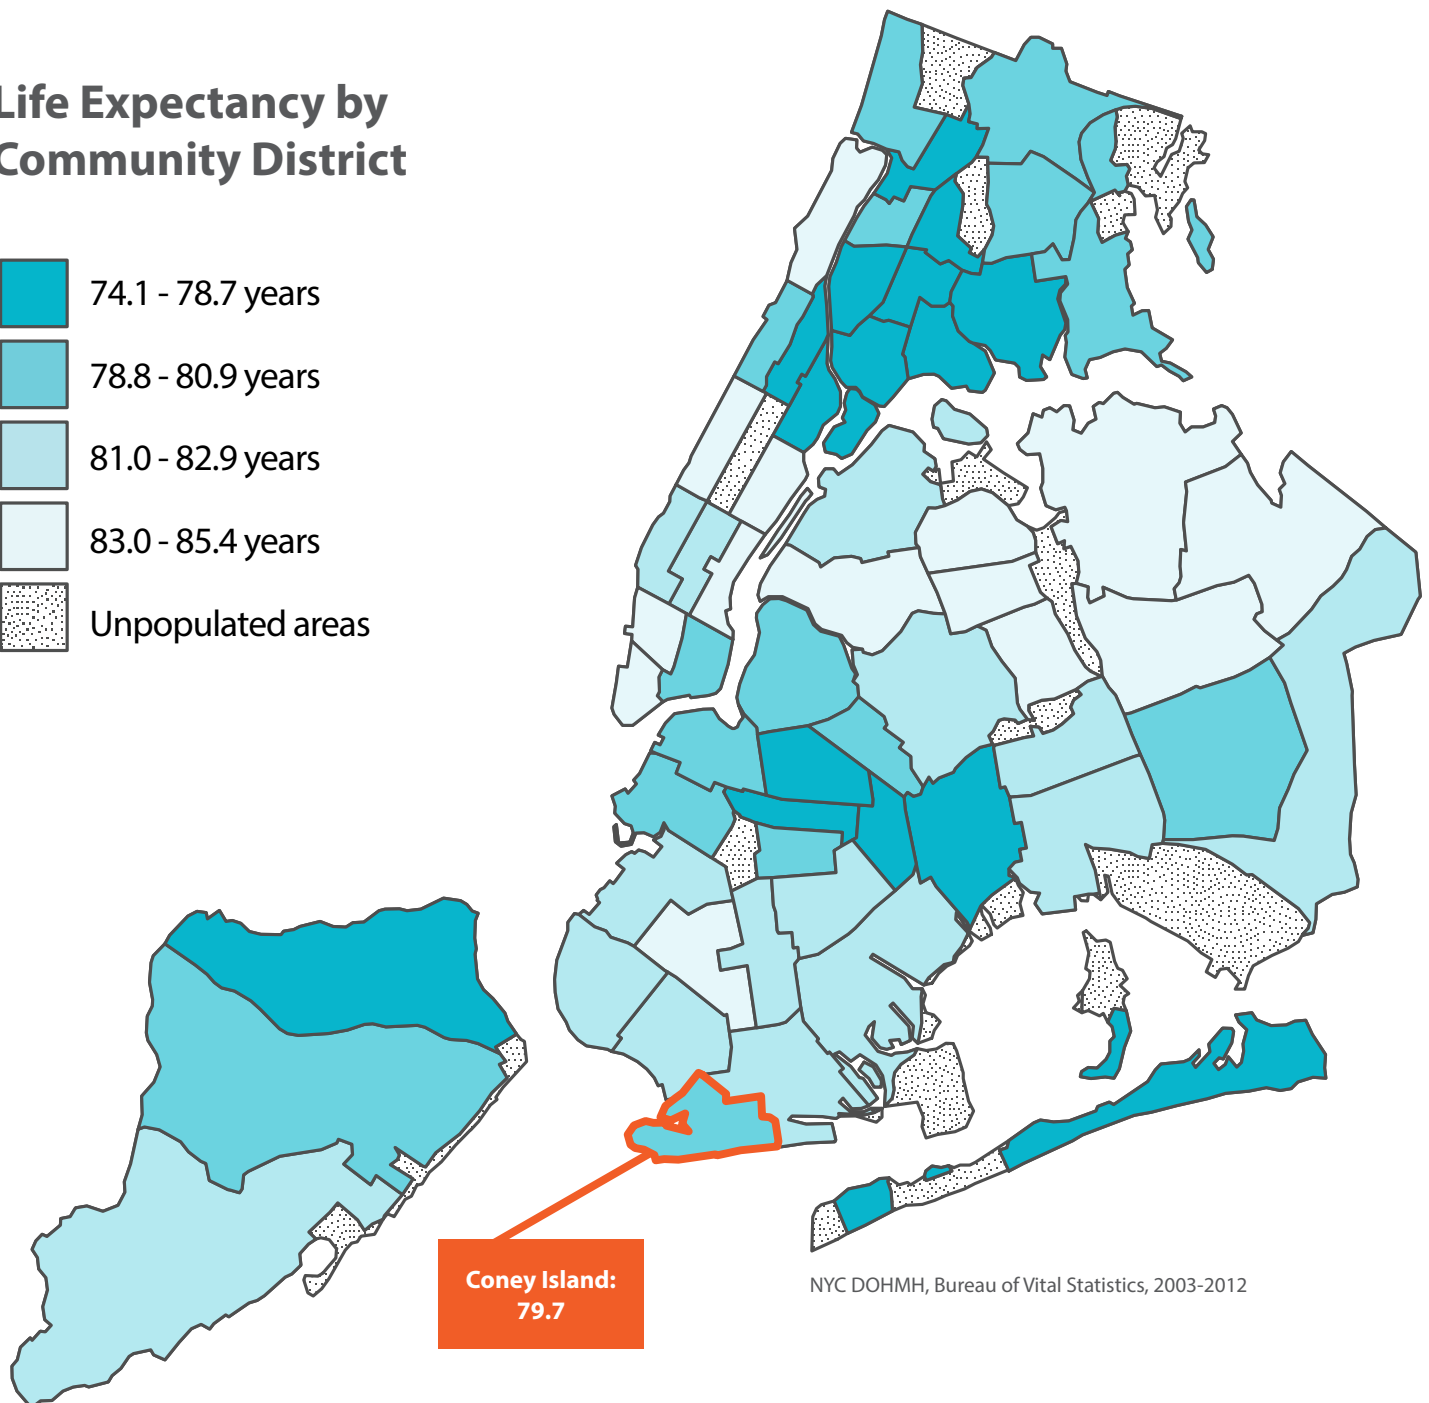 Life Expectancy by
Community District
74.1 - 78.7 years
78.8 - 80.9 years
81.0 - 82.9 years
83.0 - 85.4 years
Unpopulated areas
Coney Island:
79.7
NYC DOHMH, Bureau of Vital Statistics, 2003-2012